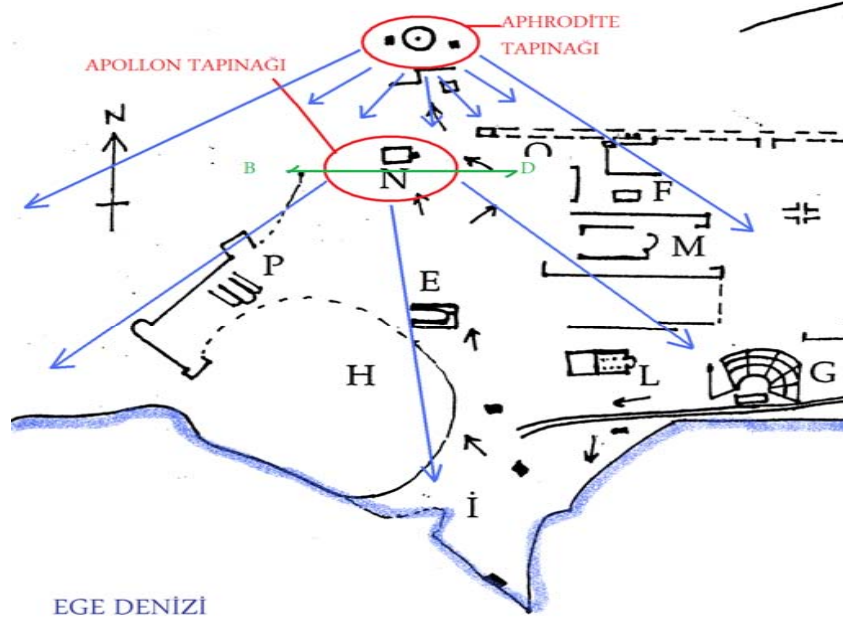 APHRODİTE
TAPINAĞI
APOLLON TAPINAĞI
N
B
N
D
C
F
M
P
E
H
L
G
İ
EGE DENİZİ